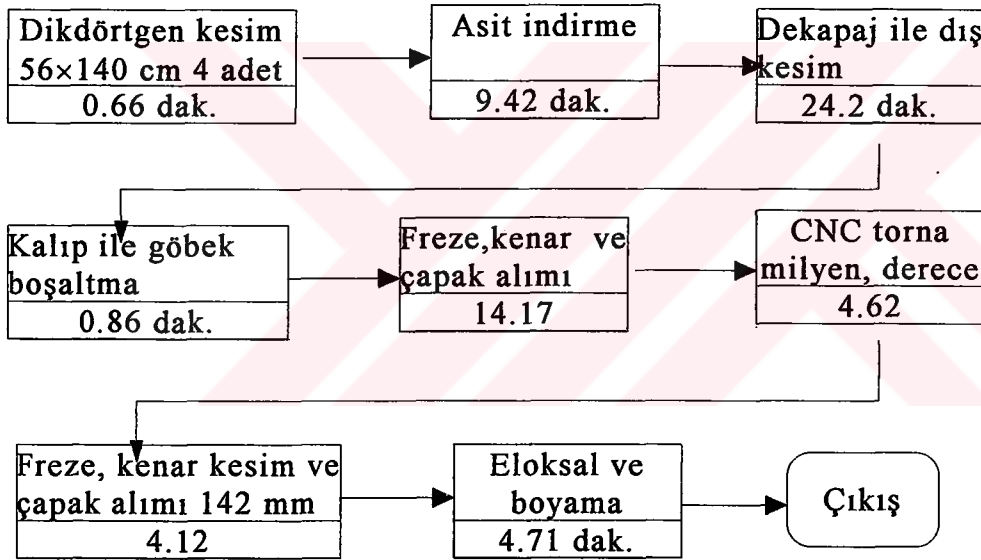 Dikdörtgen kesim
56×140 cm 4 adet
0.66 dak.
Asit indirme
9.42 dak.
Dekapaj ile dış
kesim
24.2 dak.
Kalıp ile göbek
boşaltma
0.86 dak.
Freze,kenar ve
çapak alımı
14.17
CNC torna
milyen, derece
4.62
Freze, kenar kesim ve
çapak alımı 142 mm
4.12
Eloksal ve
boyama
4.71 dak.
Çıkış